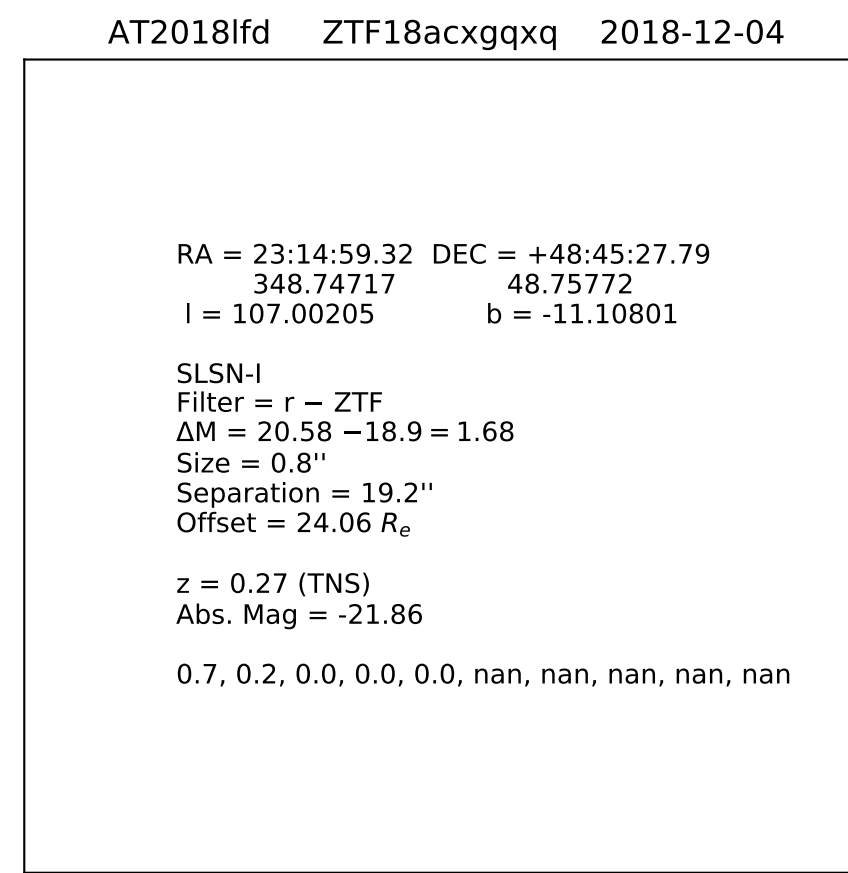 AT2018lfd ZTF18acxgqxq 2018-12-04
RA = 23:14:59.32 DEC = +48:45:27.79
348.74717 48.75772
l = 107.00205 b = -11.10801
SLSN-I
Filter = r − ZTF
ΔM = 20.58 −18.9 = 1.68
Size = 0.8''
Separation = 19.2''
Offset = 24.06 Rₑ
z = 0.27 (TNS)
Abs. Mag = -21.86
0.7, 0.2, 0.0, 0.0, 0.0, nan, nan, nan, nan, nan